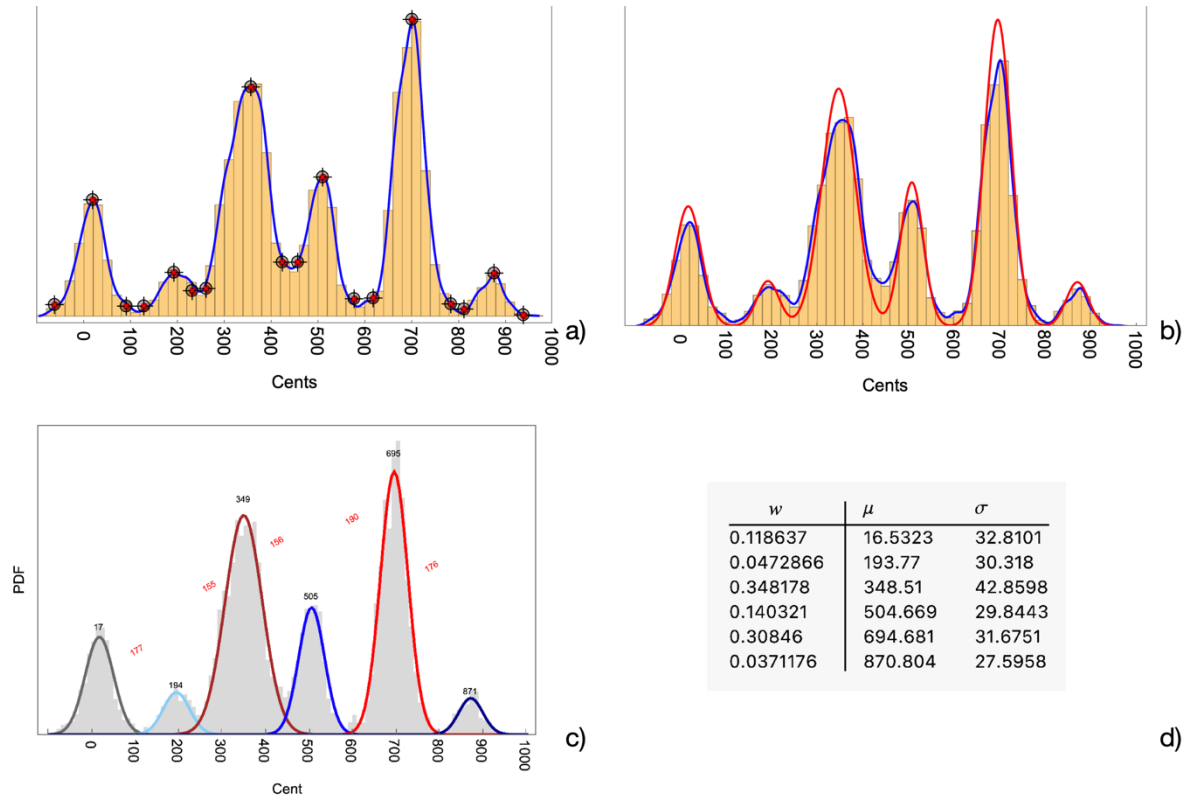 0 100 200 300 400 500 600 700 800 900 1000
Cents
a)
0 100 200 300 400 500 600 700 800 900 1000
Cents
b)
PDF
17
177
194
155
349
156
505
190
695
176
871
0 100 200 300 400 500 600 700 800 900 1000
Cent
c)
w μ σ
0.118637 16.5323 32.8101
0.0472866 193.77 30.318
0.348178 348.51 42.8598
0.140321 504.669 29.8443
0.30846 694.681 31.6751
0.0371176 870.804 27.5958
d)